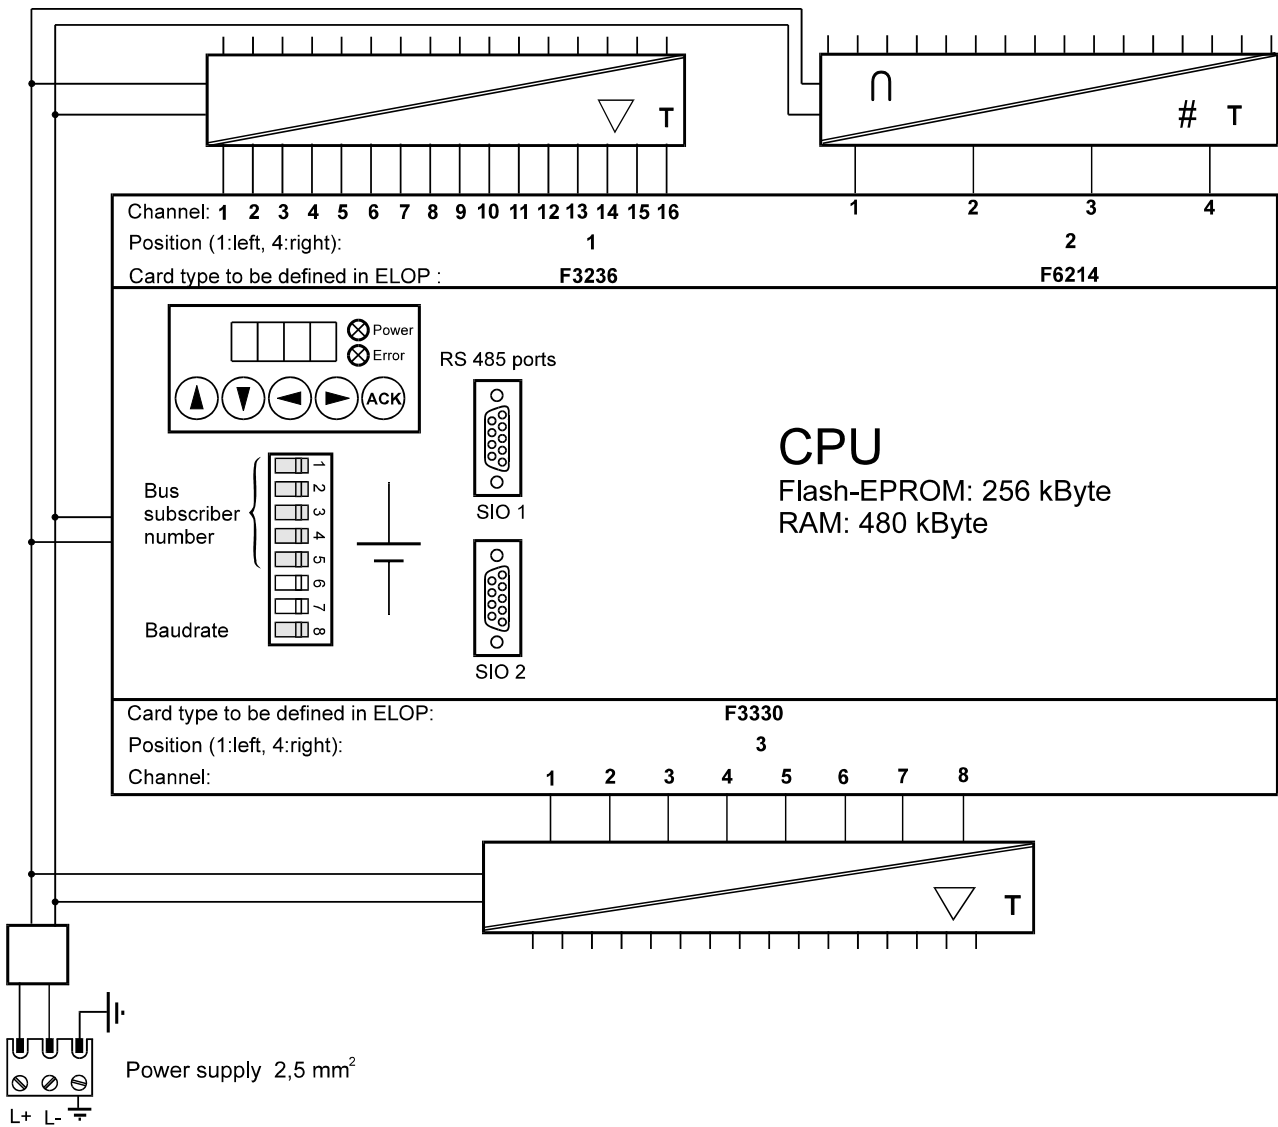 T
# T
Channel: 1 2 3 4 5 6 7 8 9 10 11 12 13 14 15 16 1 2 3 4
Position (1:left, 4:right): 1 2
Card type to be defined in ELOP : F3236 F6214
Power
Error
ACK
RS 485 ports
SIO 1
SIO 2
Bus
subscriber
number
Baudrate
1
2
3
4
5
6
7
8
CPU
Flash-EPROM: 256 kByte
RAM: 480 kByte
Card type to be defined in ELOP: F3330
Position (1:left, 4:right): 3
Channel: 1 2 3 4 5 6 7 8
T
Power supply 2,5 mm²
L+ L-